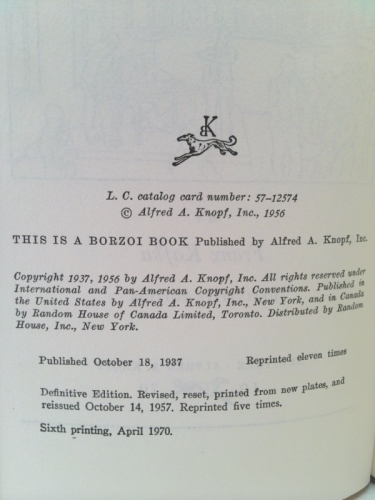 BK
L. C. catalog card number: 57-12574
© Alfred A. Knopf, Inc., 1956
THIS IS A BORZOI BOOK Published by Alfred A. Knopf, Inc.
Copyright 1937, 1956 by Alfred A. Knopf, Inc. All rights reserved under
International and Pan-American Copyright Conventions. Published in
the United States by Alfred A. Knopf, Inc., New York, and in Canada
by Random House of Canada Limited, Toronto. Distributed by Random
House, Inc., New York.
Published October 18, 1937 Reprinted eleven times
Definitive Edition. Revised, reset, printed from new plates, and
reissued October 14, 1957. Reprinted five times.
Sixth printing, April 1970.